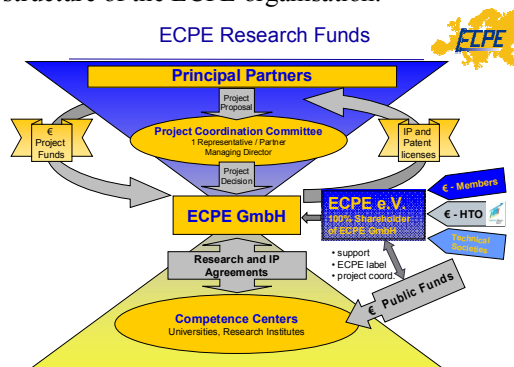 structure of the ECPE organisation.
ECPE Research Funds
ECPE
Principal Partners
Project
Proposal
€
Project
Funds
Project Coordination Committee
1 Representative / Partner
Managing Director
IP and
Patent
licenses
Project
Decision
ECPE GmbH
ECPE e.V.
100% Shareholder
of ECPE GmbH
€ - Members
€ - HTO
Technical
Societies
Research and IP
Agreements
• support
• ECPE label
• project coord.
€ Public Funds
Competence Centers
Universities, Research Institutes